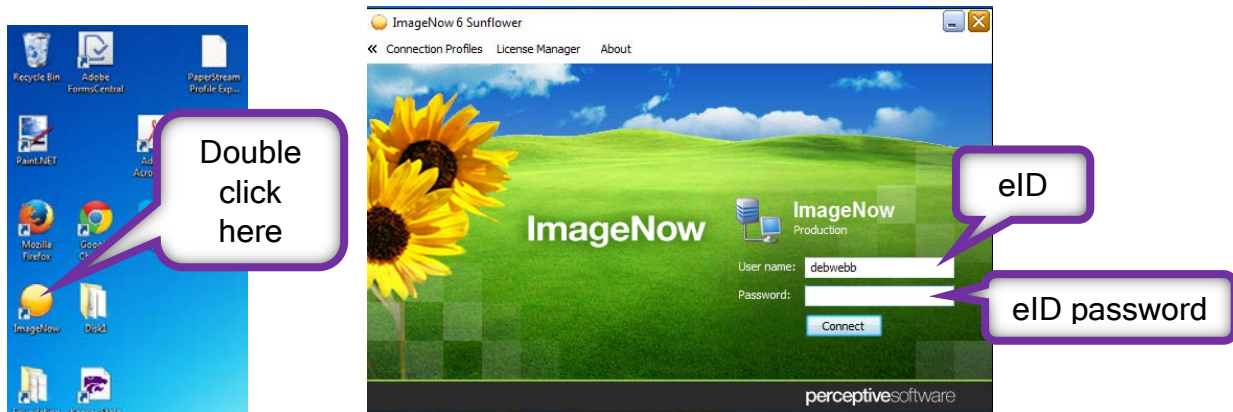 Recycle Bin
Adobe
FormsCentral
PaperStream
Profile Exp...
Paint.NET
Mozilla
Firefox
ImageNow
Disk1
Double
click
here
ImageNow 6 Sunflower
« Connection Profiles License Manager About
ImageNow
ImageNow
Production
User name: debwebb
Password:
Connect
perceptivesoftware
eID
eID password